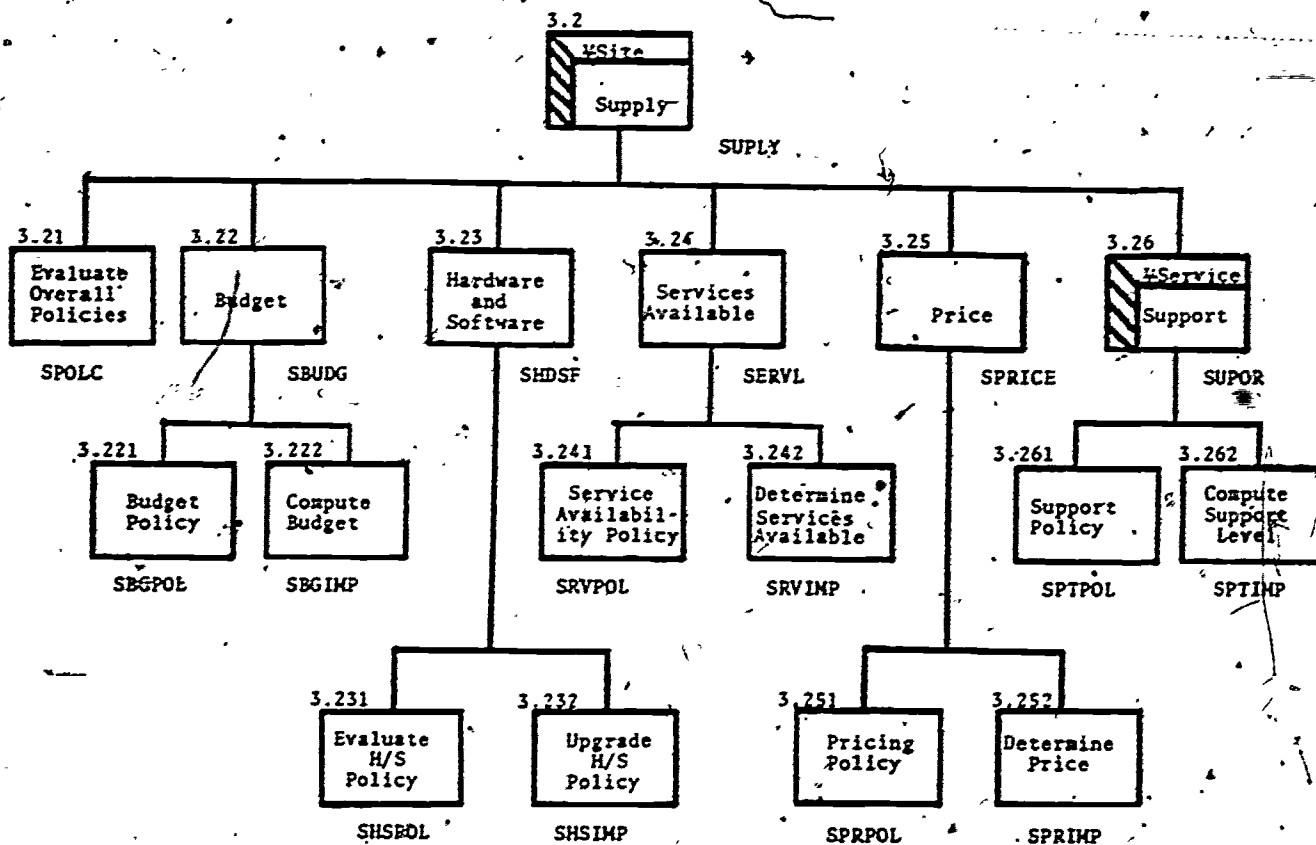 3.2
¥Site
Supply
SUPLY
3.21
Evaluate
Overall
Policies
SPOLC
3.22
Budget
SBUDG
3.23
Hardware
and
Software
SHDSF
3.24
Services
Available
SERVL
3.25
Price
SPRICE
3.26
¥Service
Support
SUPOR
3.221
Budget
Policy
SBGPOL
3.222
Compute
Budget
SBGIMP
3.241
Service
Availabil-
ity Policy
SRVPOL
3.242
Determine
Services
Available
SRVIMP
3.261
Support
Policy
SPTPOL
3.262
Compute
Support
Level
SPTIMP
3.231
Evaluate
H/S
Policy
SHSBOL
3.232
Upgrade
H/S
Policy
SHSIMP
3.251
Pricing
Policy
SPRPOL
3.252
Determine
Price
SPRIMP